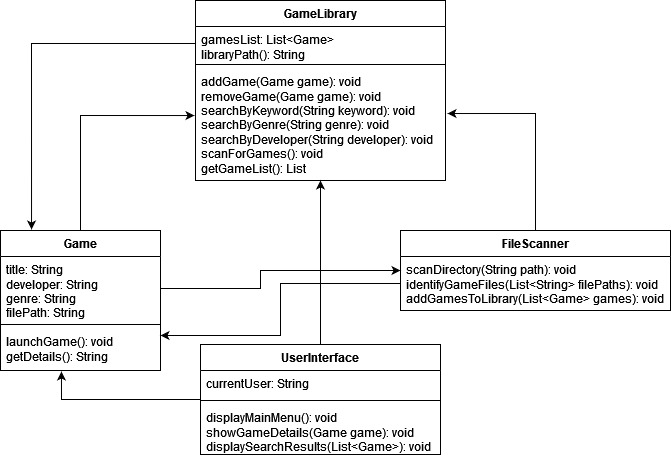 GameLibrary
gamesList: List<Game>
libraryPath(): String
addGame(Game game): void
removeGame(Game game): void
searchByKeyword(String keyword): void
searchByGenre(String genre): void
searchByDeveloper(String developer): void
scanForGames(): void
getGameList(): List
Game
title: String
developer: String
genre: String
filePath: String
launchGame(): void
getDetails(): String
FileScanner
scanDirectory(String path): void
identifyGameFiles(List<String> filePaths): void
addGamesToLibrary(List<Game> games): void
UserInterface
currentUser: String
displayMainMenu(): void
showGameDetails(Game game): void
displaySearchResults(List<Game>): void